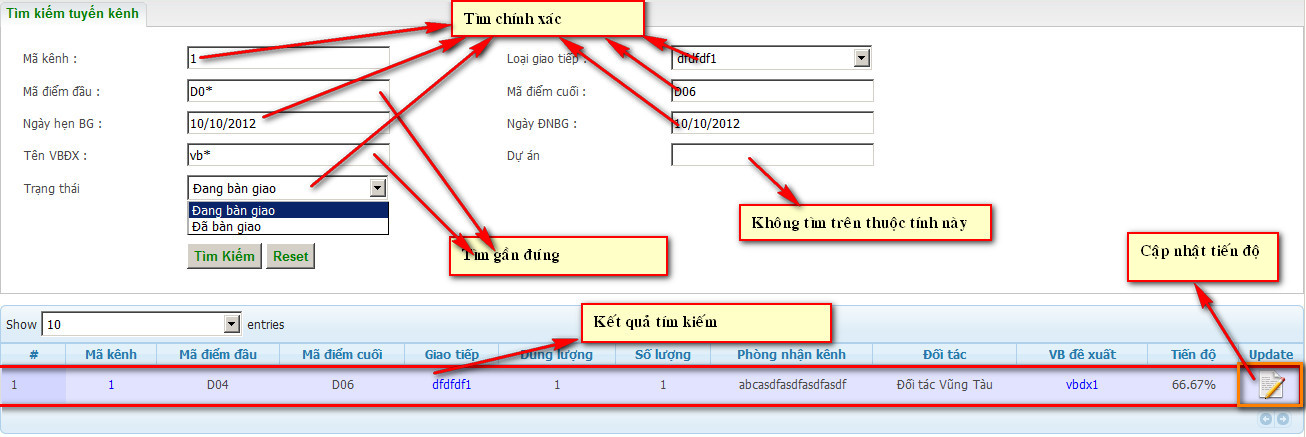 Tìm kiếm tuyến kênh
Tìm chính xác
Mã kênh : 1 Loại giao tiếp : dfdfdf1
Mã điểm đầu : D0* Mã điểm cuối : D06
Ngày hẹn BG : 10/10/2012 Ngày ĐNBG : 10/10/2012
Tên VBĐX : vb* Dự án
Trạng thái Đang bàn giao
Đang bàn giao
Đã bàn giao
Không tìm trên thuộc tính này
Tìm Kiếm Reset
Tìm gần đúng
Cập nhật tiến độ
Kết quả tím kiếm
Show 10 entries
# Mã kênh Mã điểm đầu Mã điểm cuối Giao tiếp Dung lượng Số lượng Phòng nhận kênh Đối tác VB đề xuất Tiến độ Update
1 1 D04 D06 dfdfdf1 1 1 abcasdfasdfasdfasdf Đối tác Vũng Tàu vbdx1 66.67%